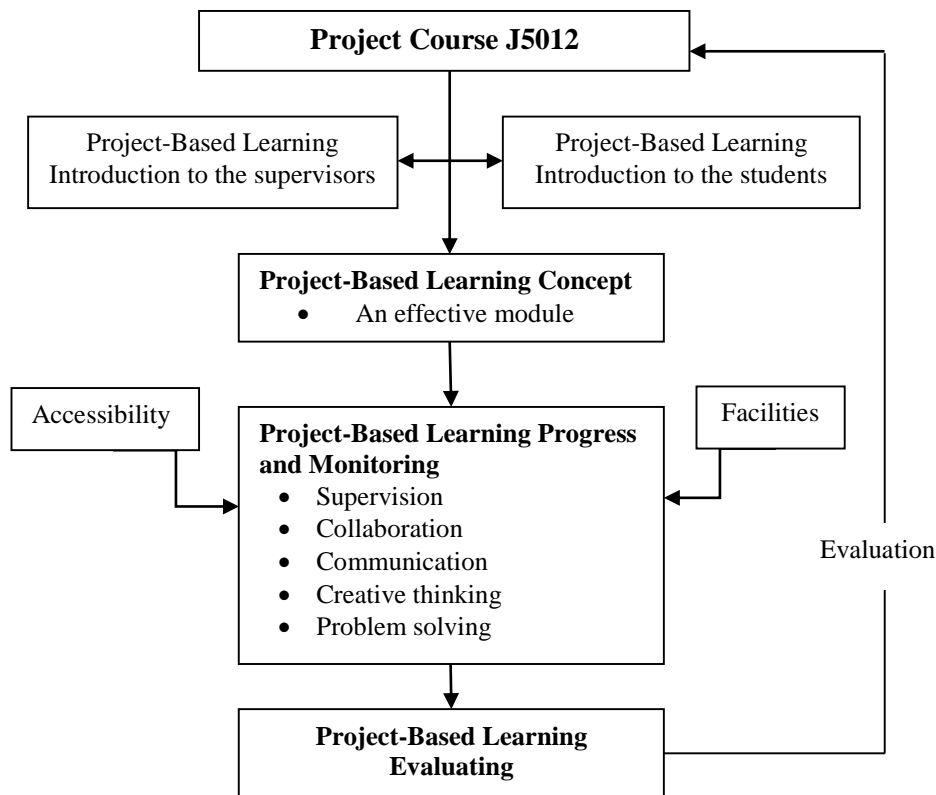 Project Course J5012
Project-Based Learning
Introduction to the supervisors
Project-Based Learning
Introduction to the students
Project-Based Learning Concept
• An effective module
Accessibility
Facilities
Project-Based Learning Progress
and Monitoring
• Supervision
• Collaboration
• Communication
• Creative thinking
• Problem solving
Evaluation
Project-Based Learning
Evaluating